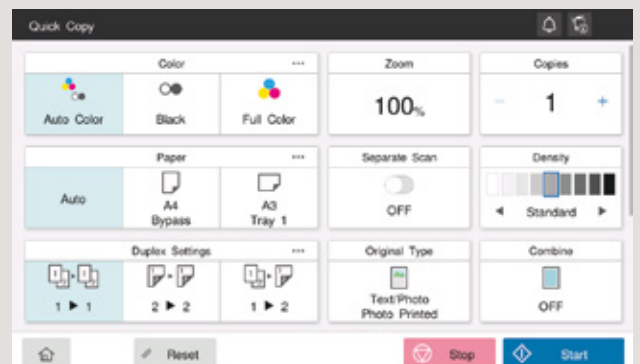 Quick Copy
Color ...
Zoom
Copies
Auto Color
Black
Full Color
100%
- 1 +
Paper ...
Separate Scan
Density
Auto
A4
Bypass
A3
Tray 1
OFF
◀ Standard ▶
Duplex Settings ...
Original Type
Combine
1 ▶ 1
2 ▶ 2
1 ▶ 2
Text/Photo
Photo Printed
OFF
Reset
Stop
Start